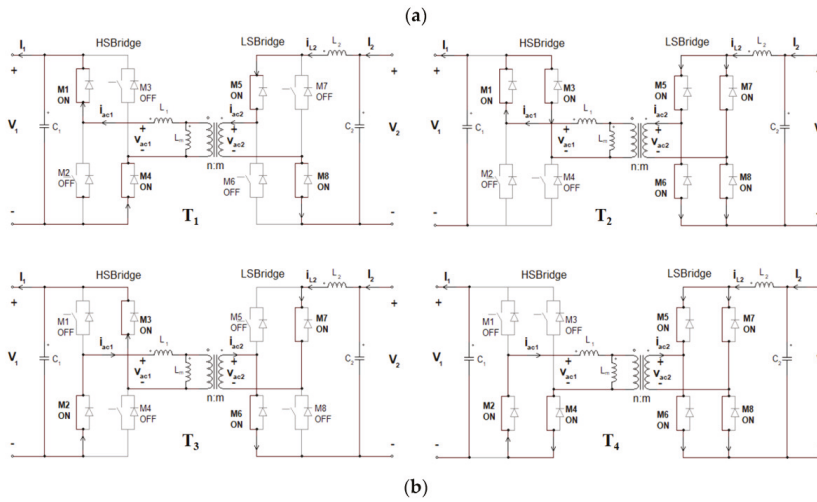 (a)
I1 HSBridge LSBridge iL2 L2 I2
+ M1 ON M3 OFF M5 ON M7 OFF +
iac1 L1 iac2
V1 C1 + Vac1 - Lm + Vac2 - C2 V2
M2 OFF M4 ON n:m M6 OFF M8 ON
- T1 -
I1 HSBridge LSBridge iL2 L2 I2
+ M1 ON M3 ON M5 ON M7 ON +
iac1 L1 iac2
V1 C1 + Vac1 - Lm + Vac2 - C2 V2
M2 OFF M4 OFF n:m M6 ON M8 ON
- T2 -
I1 HSBridge LSBridge iL2 L2 I2
+ M1 OFF M3 ON M5 OFF M7 ON +
iac1 L1 iac2
V1 C1 + Vac1 - Lm + Vac2 - C2 V2
M2 ON M4 OFF n:m M6 ON M8 OFF
- T3 -
I1 HSBridge LSBridge iL2 L2 I2
+ M1 OFF M3 OFF M5 ON M7 ON +
iac1 L1 iac2
V1 C1 + Vac1 - Lm + Vac2 - C2 V2
M2 ON M4 ON n:m M6 ON M8 ON
- T4 -
(b)